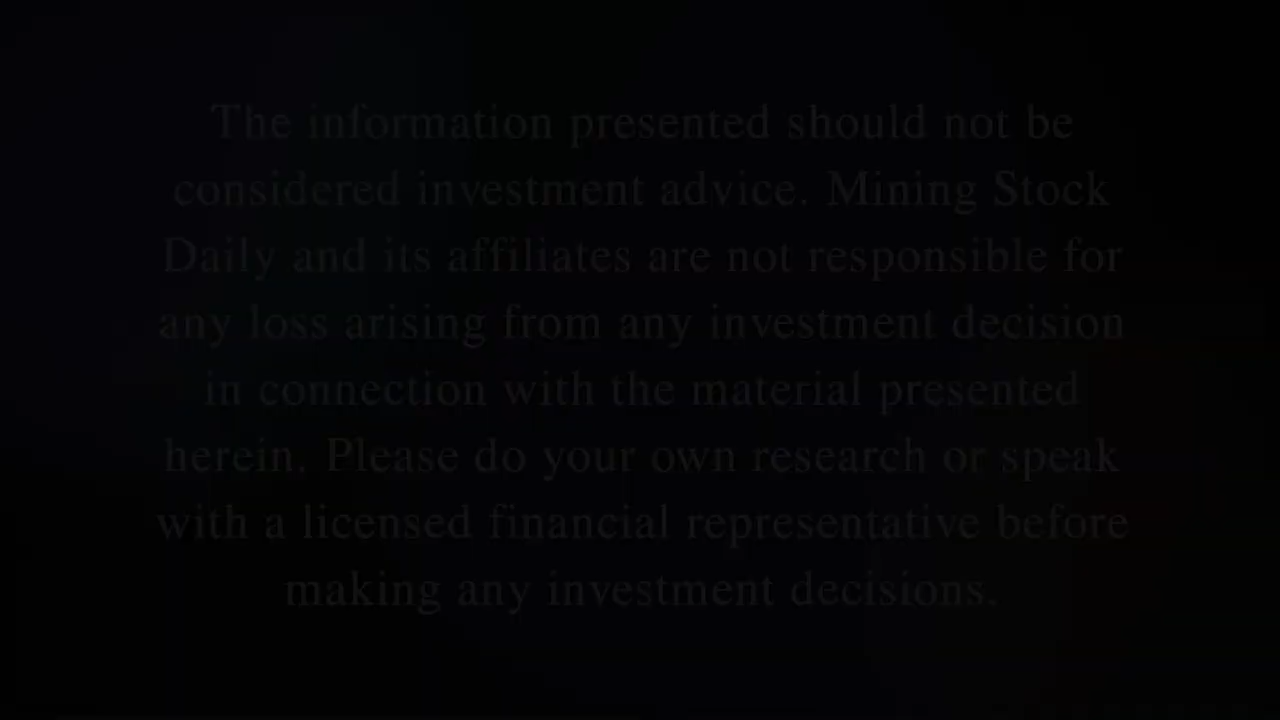 The information presented should not be
considered investment advice. Mining Stock
Daily and its affiliates are not responsible for
any loss arising from any investment decision
in connection with the material presented
herein. Please do your own research or speak
with a licensed financial representative before
making any investment decisions.